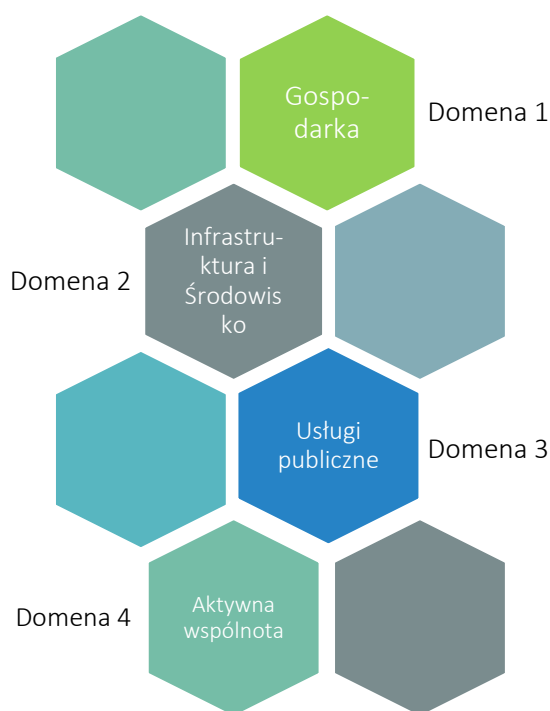 Gospo-
darka
Domena 1
Infrastru-
ktura i
Środowis
ko
Domena 2
Usługi
publiczne
Domena 3
Aktywna
wspólnota
Domena 4